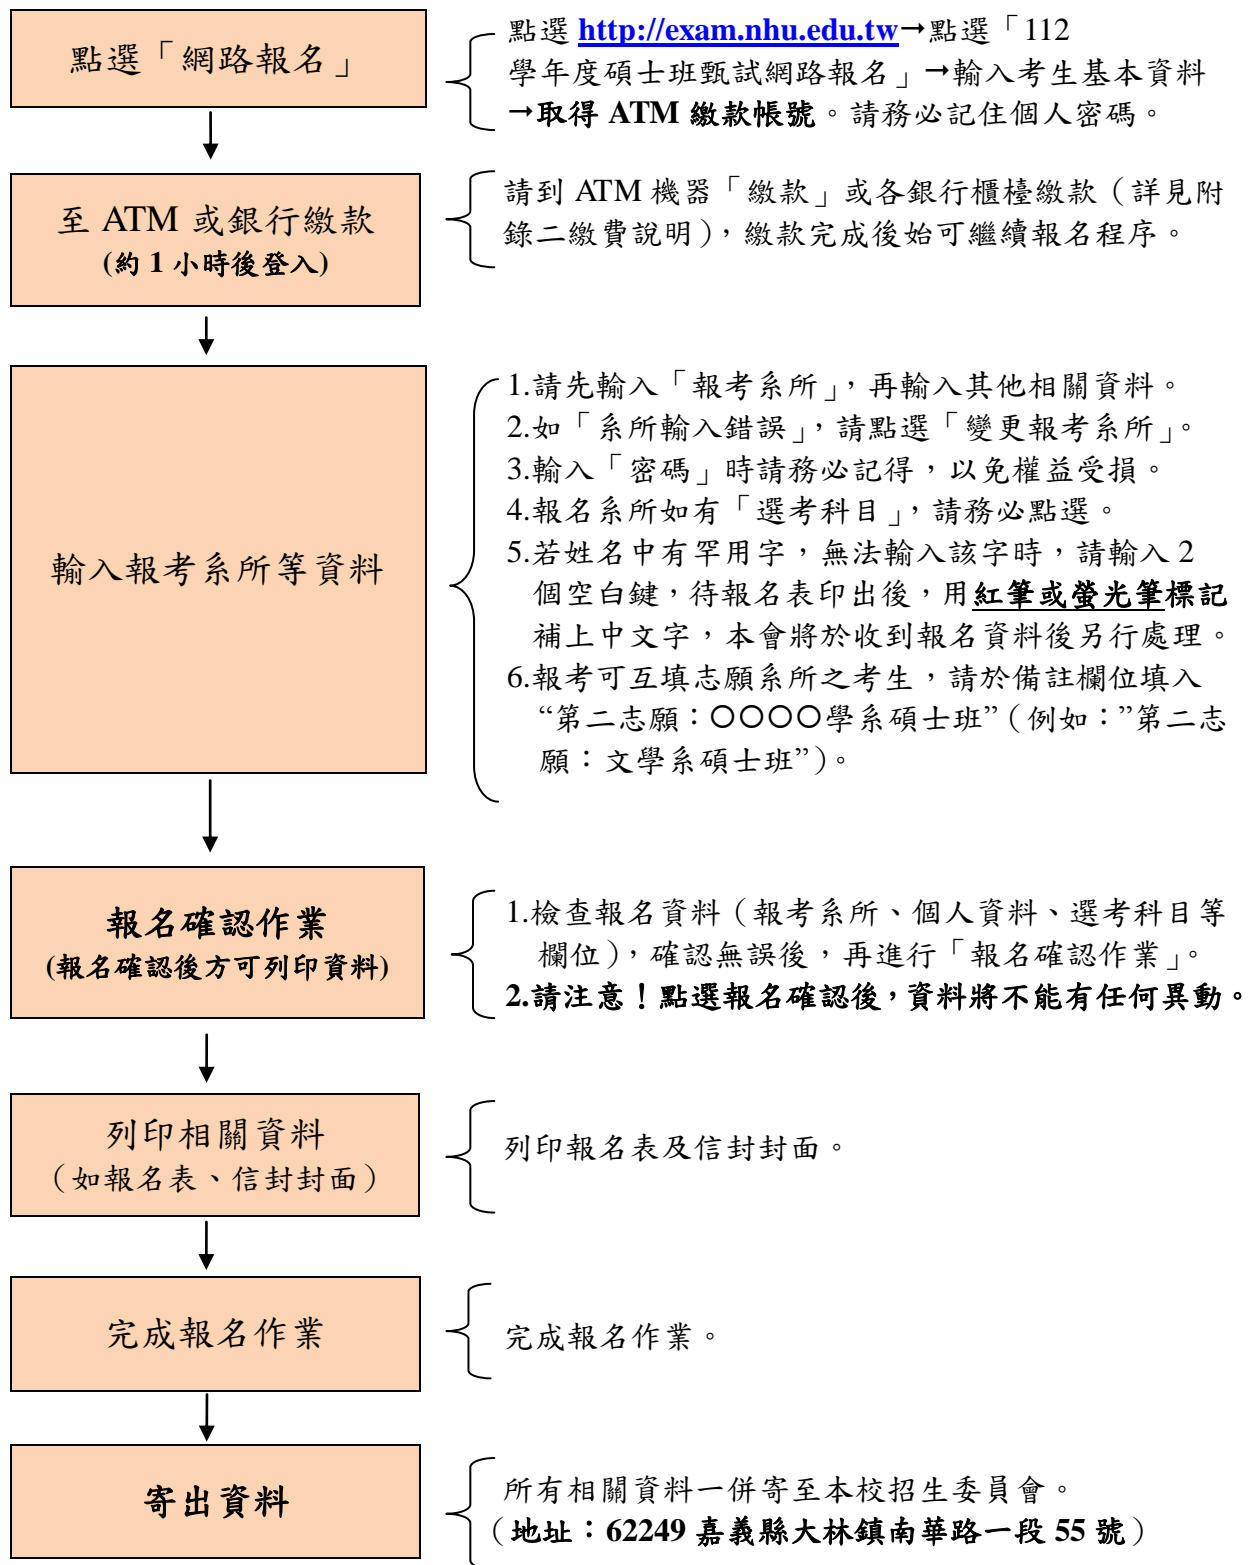 點選「網路報名」
點選 http://exam.nhu.edu.tw→點選「112
學年度碩士班甄試網路報名」→輸入考生基本資料
→取得 ATM 繳款帳號。請務必記住個人密碼。
至 ATM 或銀行繳款
(約 1 小時後登入)
請到 ATM 機器「繳款」或各銀行櫃檯繳款（詳見附
錄二繳費說明），繳款完成後始可繼續報名程序。
輸入報考系所等資料
1.請先輸入「報考系所」，再輸入其他相關資料。
2.如「系所輸入錯誤」，請點選「變更報考系所」。
3.輸入「密碼」時請務必記得，以免權益受損。
4.報名系所如有「選考科目」，請務必點選。
5.若姓名中有罕用字，無法輸入該字時，請輸入 2
個空白鍵，待報名表印出後，用紅筆或螢光筆標記
補上中文字，本會將於收到報名資料後另行處理。
6.報考可互填志願系所之考生，請於備註欄位填入
“第二志願：〇〇〇〇學系碩士班”（例如：”第二志
願：文學系碩士班”）。
報名確認作業
(報名確認後方可列印資料)
1.檢查報名資料（報考系所、個人資料、選考科目等
欄位），確認無誤後，再進行「報名確認作業」。
2.請注意！點選報名確認後，資料將不能有任何異動。
列印相關資料
（如報名表、信封封面）
列印報名表及信封封面。
完成報名作業
完成報名作業。
寄出資料
所有相關資料一併寄至本校招生委員會。
（地址：62249 嘉義縣大林鎮南華路一段 55 號）